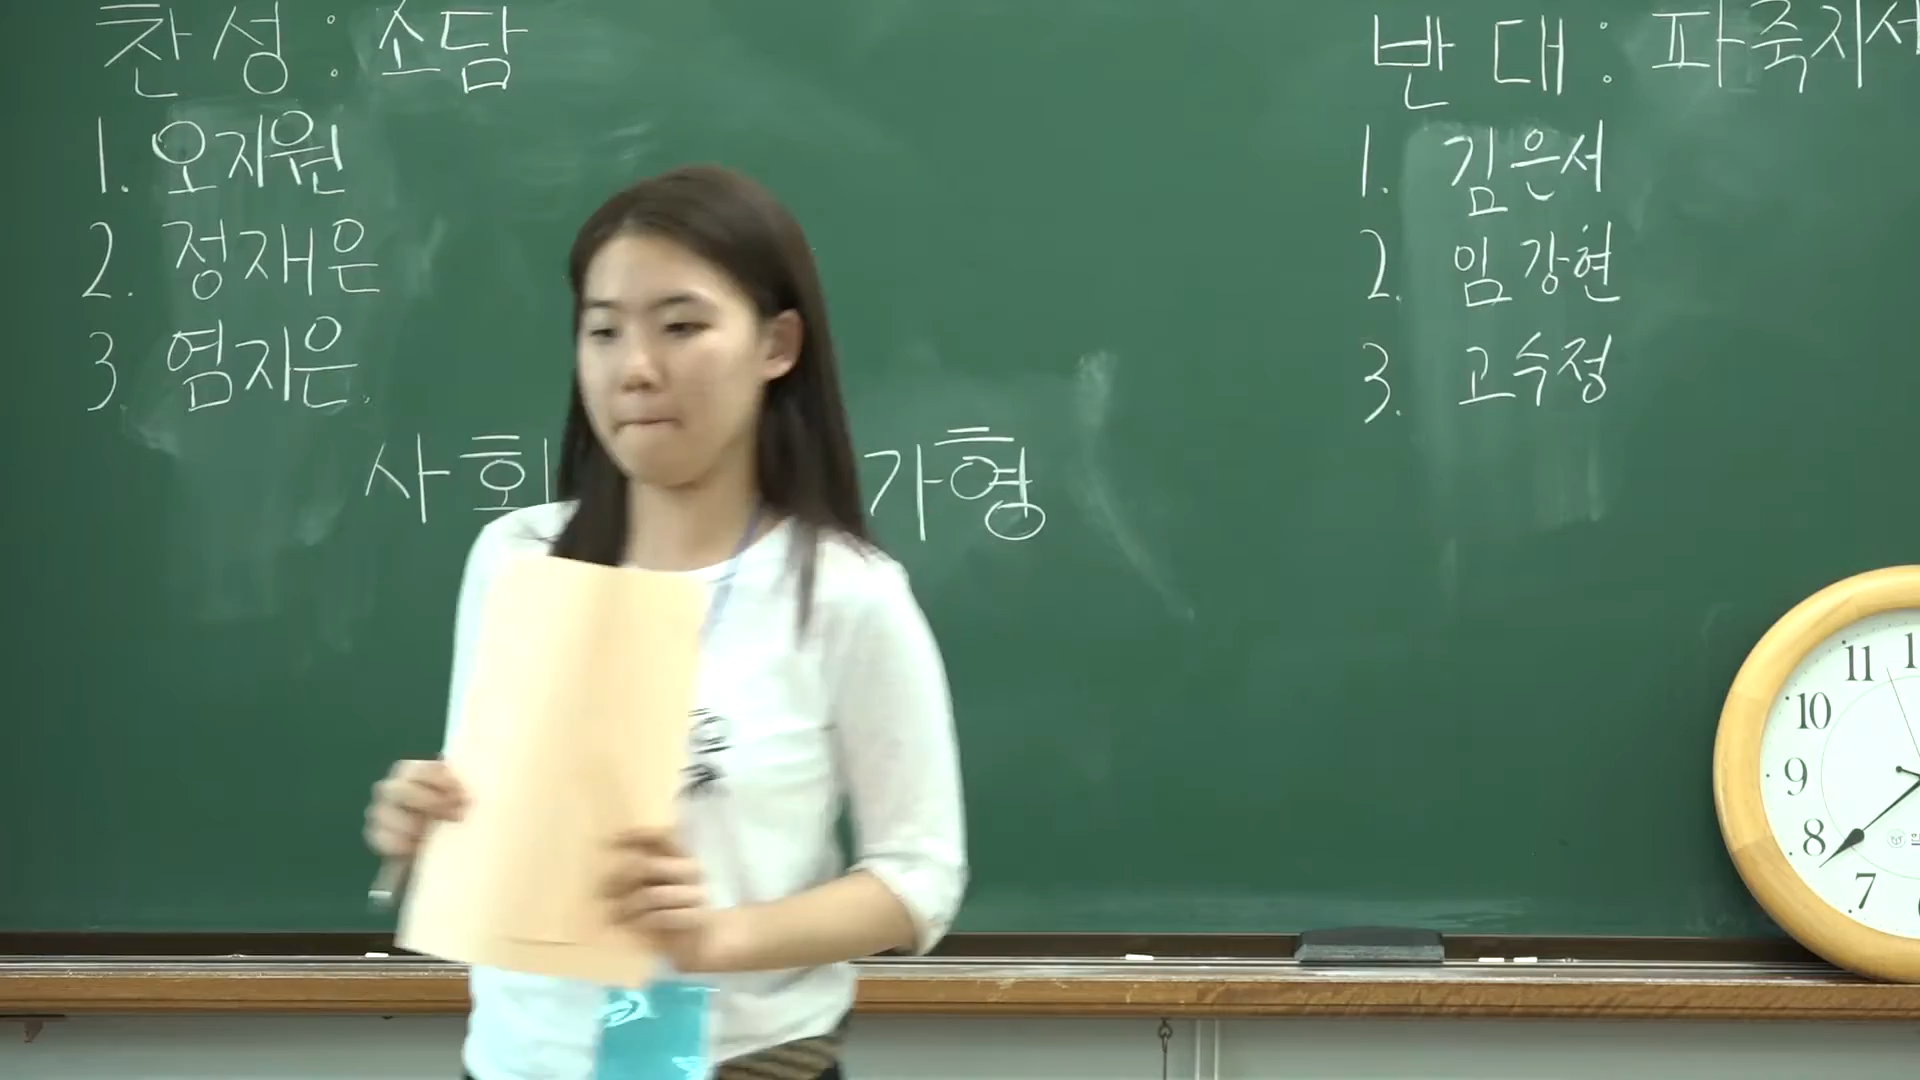 찬성 : 소담
1. 오지원
2. 정재은
3. 염지은.
반대 : 파죽지세
1. 김은서
2. 임강현
3. 고수정
사회 가형
11 1
10
9
8
7